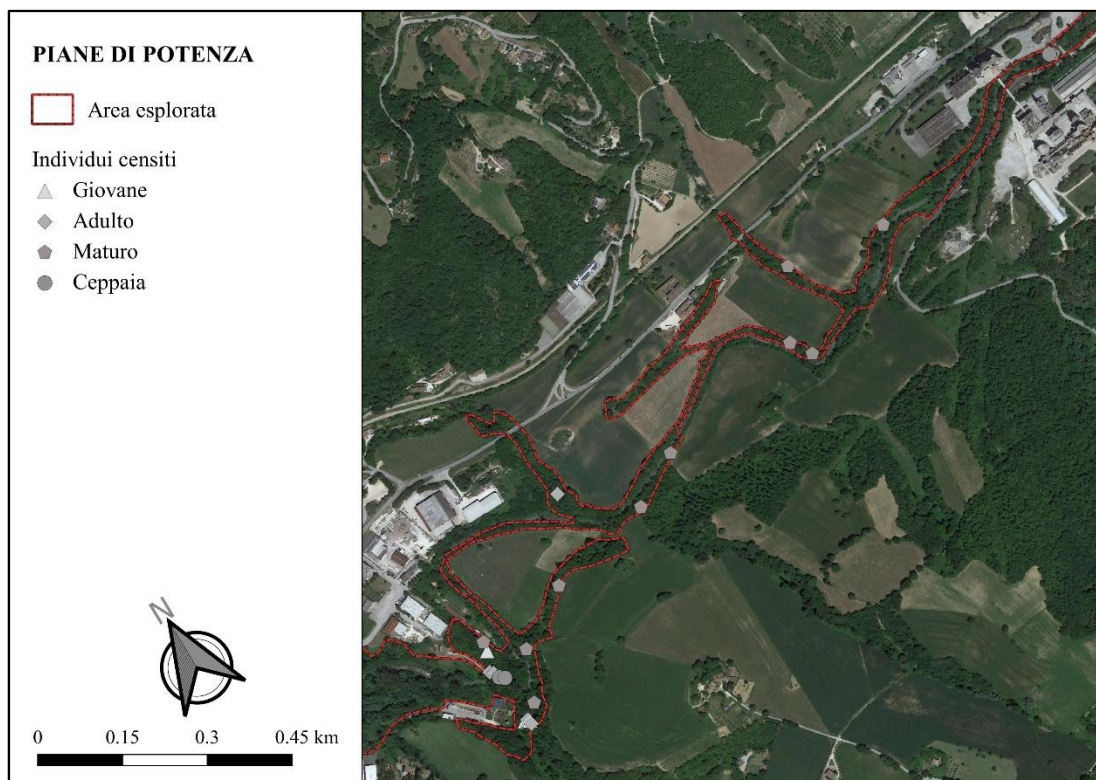 PIANE DI POTENZA
Area esplorata
Individui censiti
Giovane
Adulto
Maturo
Ceppaia
N
0 0.15 0.3 0.45 km